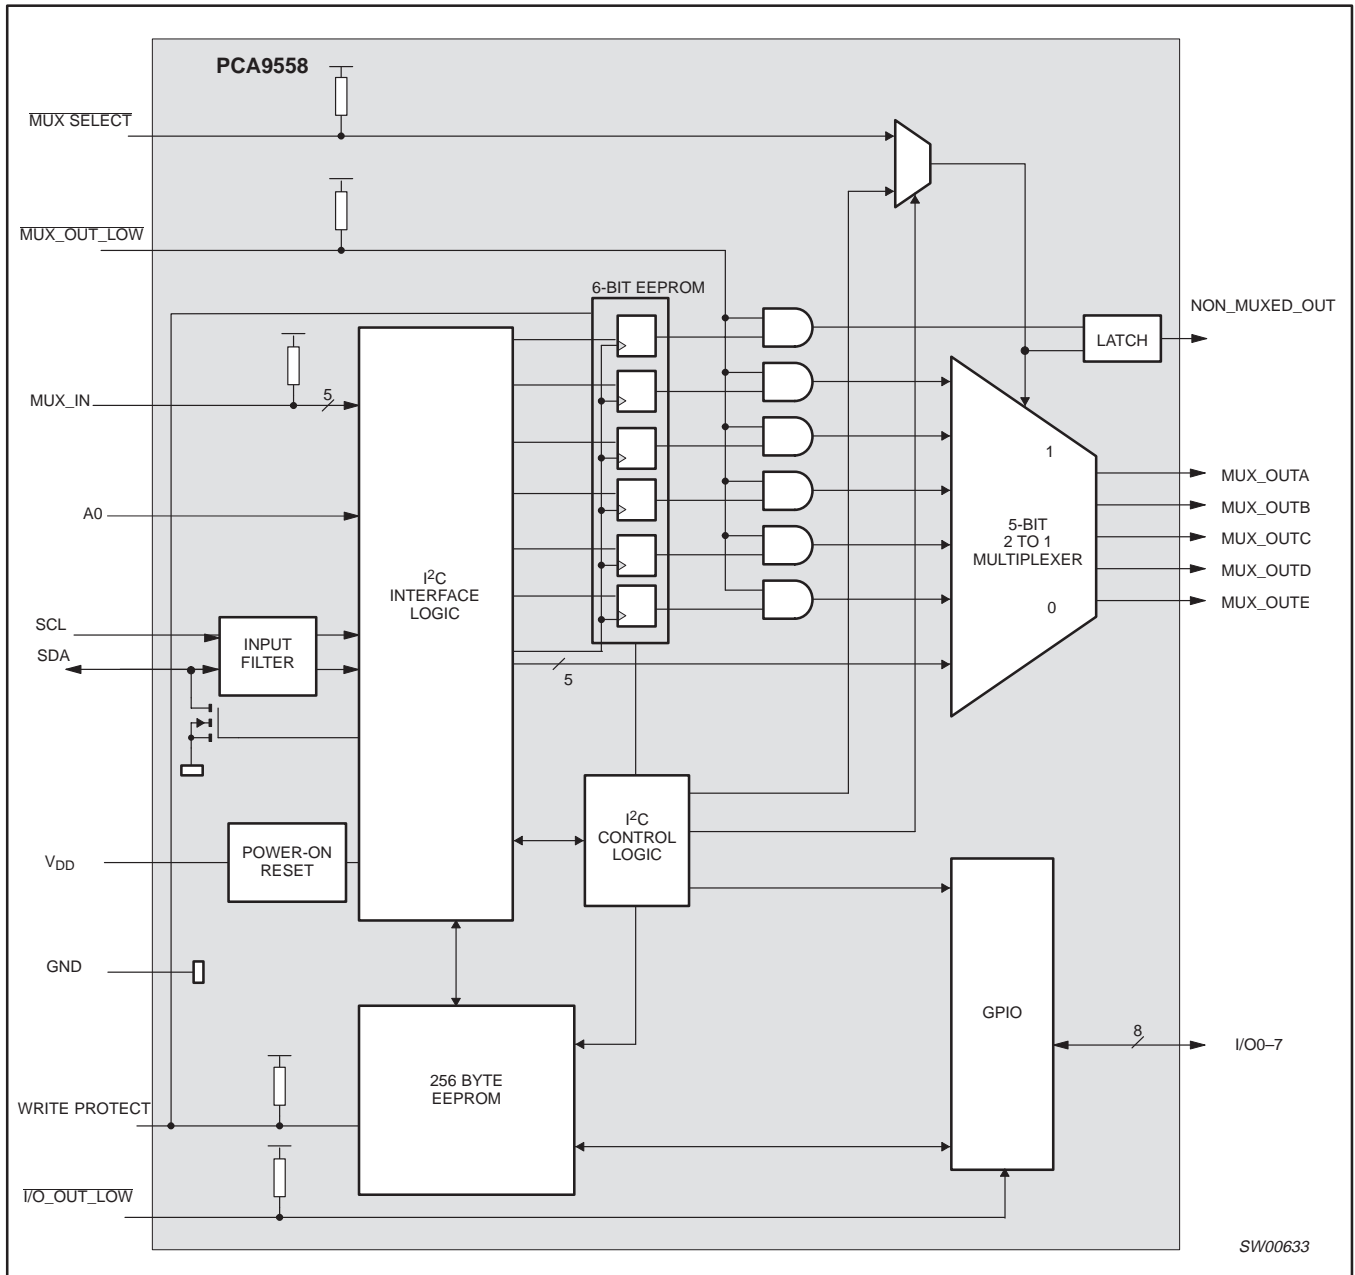 PCA9558
MUX SELECT
MUX_OUT_LOW
6-BIT EEPROM
NON_MUXED_OUT
LATCH
MUX_IN
5
1
MUX_OUTA
MUX_OUTB
A0
5-BIT
2 TO 1
MULTIPLEXER
MUX_OUTC
MUX_OUTD
I²C
INTERFACE
LOGIC
0
MUX_OUTE
SCL
SDA
INPUT
FILTER
5
I²C
CONTROL
LOGIC
VDD
POWER-ON
RESET
GND
GPIO
8
I/O0–7
256 BYTE
EEPROM
WRITE PROTECT
I/O_OUT_LOW
SW00633